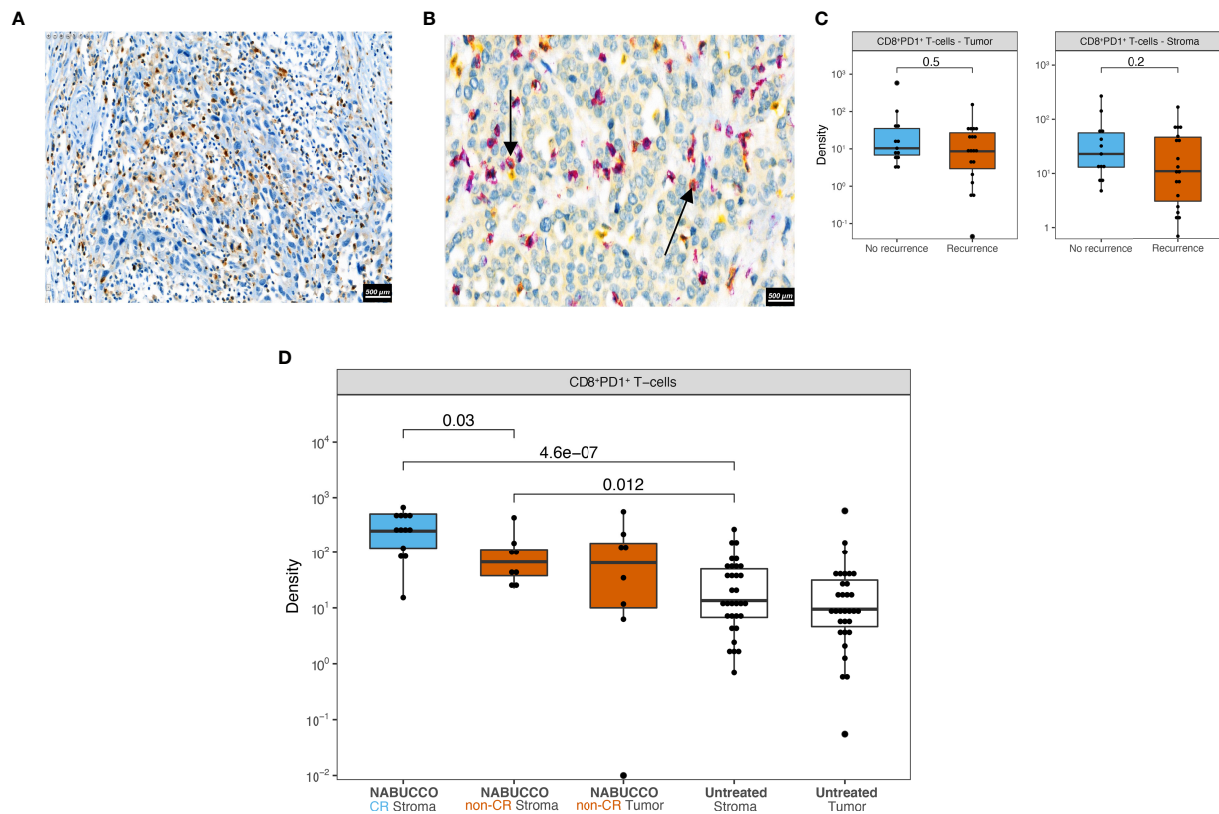 A
B
C
500 µm
500 µm
CD8⁺PD1⁺ T-cells - Tumor
CD8⁺PD1⁺ T-cells - Stroma
0.5
0.2
Density
10³
10²
10¹
10⁰
10⁻¹
10³
10²
10¹
1
No recurrence
Recurrence
No recurrence
Recurrence
D
CD8⁺PD1⁺ T−cells
0.03
4.6e−07
0.012
Density
10⁴
10³
10²
10¹
10⁰
10⁻¹
10⁻²
NABUCCO
CR Stroma
NABUCCO
non-CR Stroma
NABUCCO
non-CR Tumor
Untreated
Stroma
Untreated
Tumor